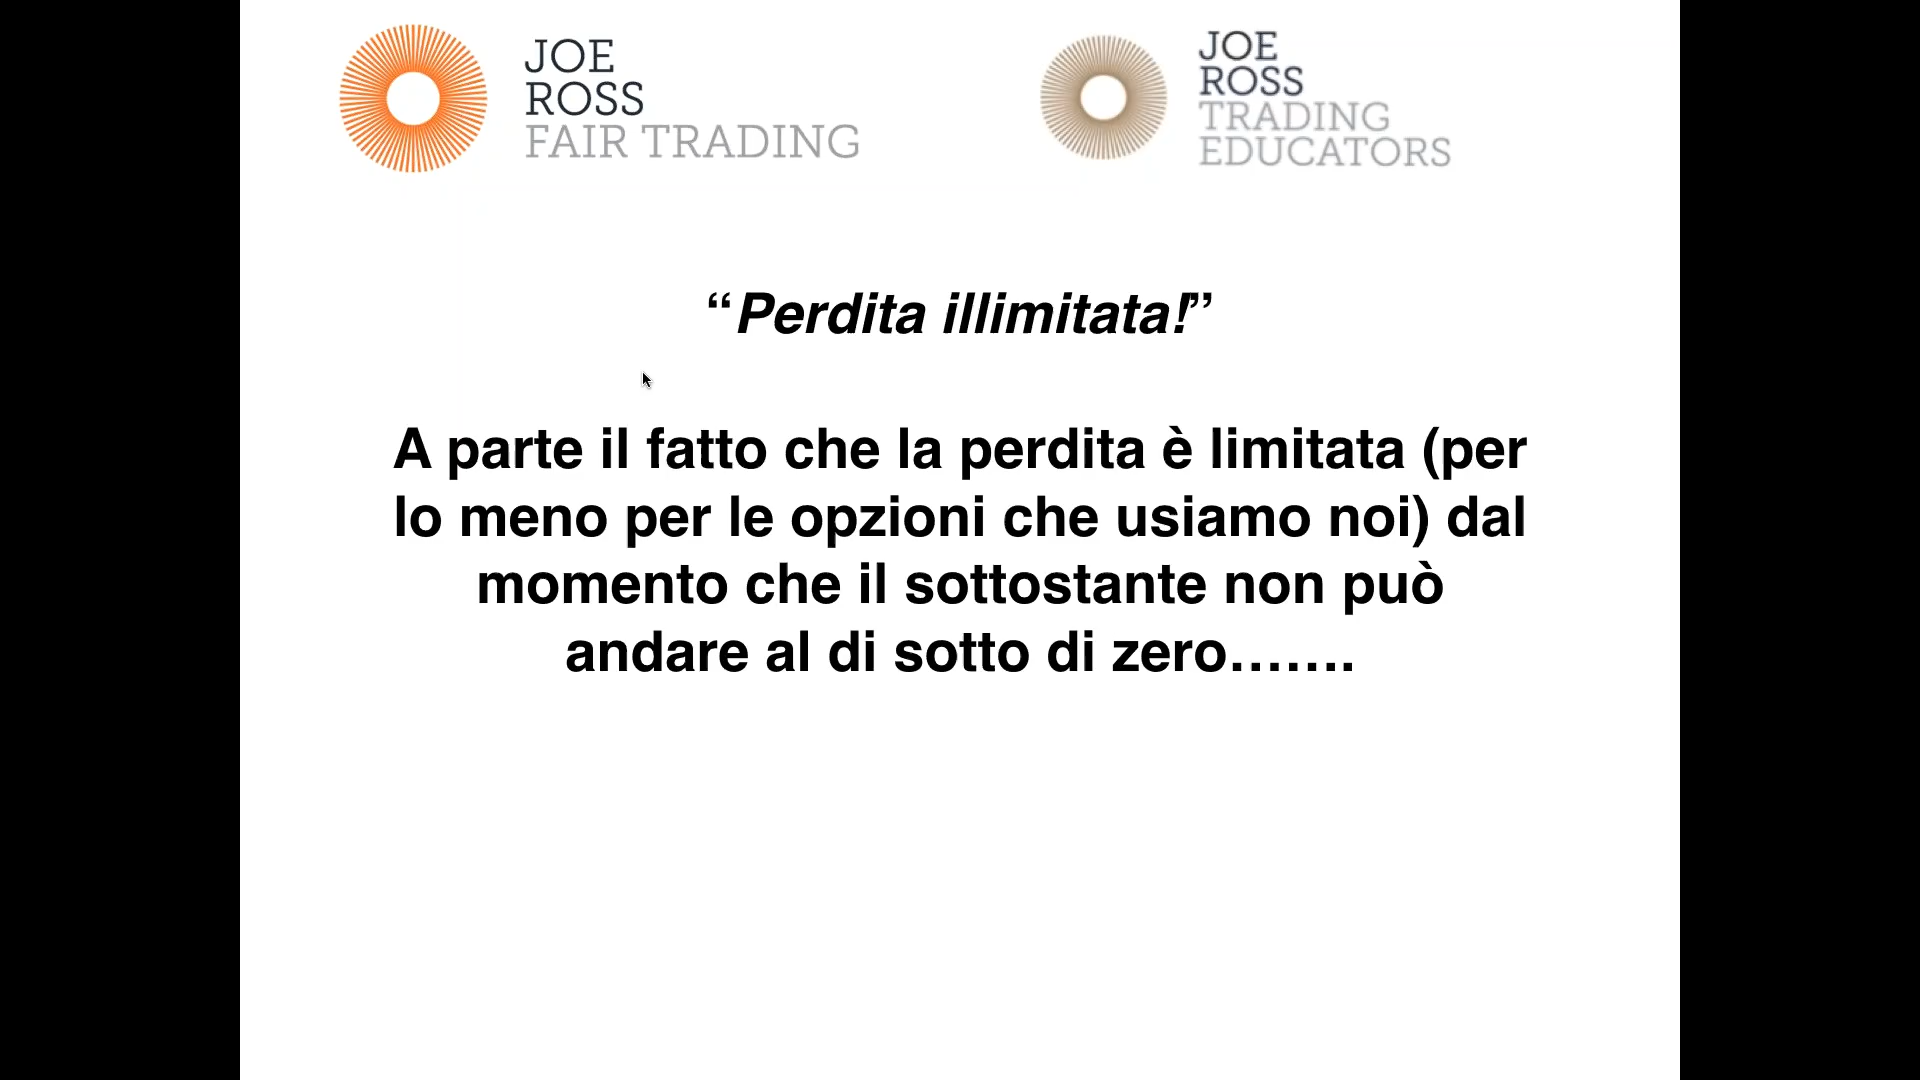 JOE
ROSS
FAIR TRADING
JOE
ROSS
TRADING
EDUCATORS
“Perdita illimitata!”
A parte il fatto che la perdita è limitata (per
lo meno per le opzioni che usiamo noi) dal
momento che il sottostante non può
andare al di sotto di zero…….